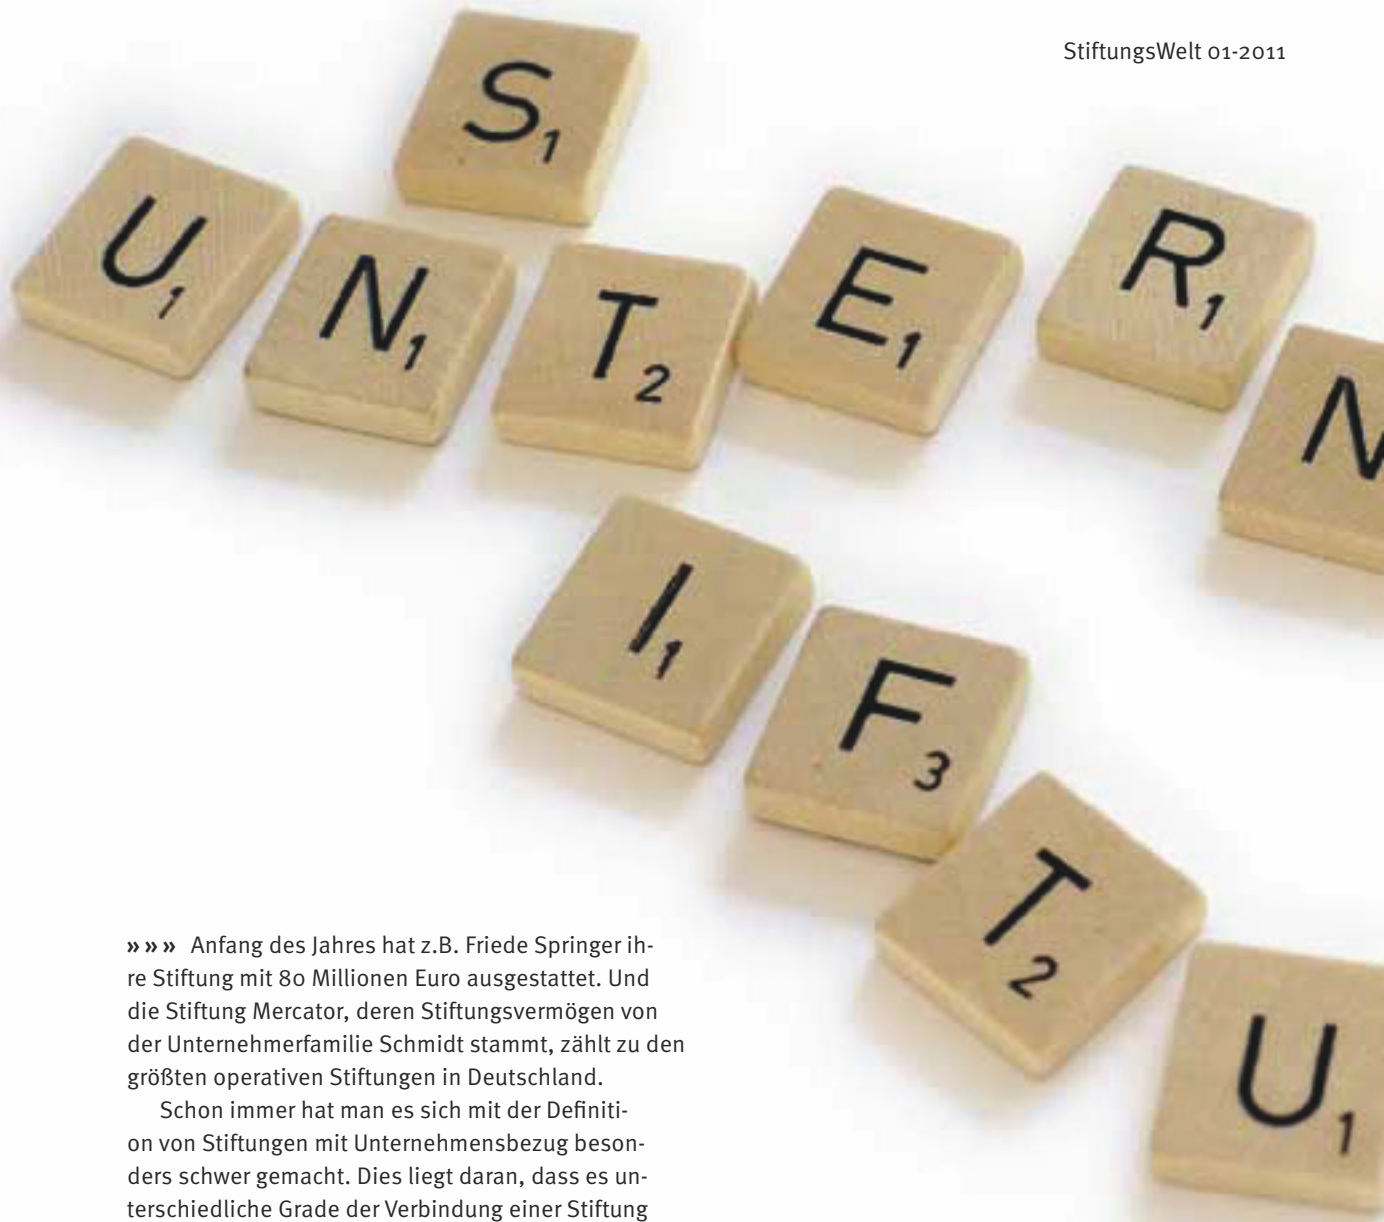 StiftungsWelt 01-2011
S1
U1 N1 T2 E1 R1 N
I1 F3 T2 U1
»»» Anfang des Jahres hat z.B. Friede Springer ih-
re Stiftung mit 80 Millionen Euro ausgestattet. Und
die Stiftung Mercator, deren Stiftungsvermögen von
der Unternehmerfamilie Schmidt stammt, zählt zu den
größten operativen Stiftungen in Deutschland.
Schon immer hat man es sich mit der Definiti-
on von Stiftungen mit Unternehmensbezug beson-
ders schwer gemacht. Dies liegt daran, dass es un-
terschiedliche Grade der Verbindung einer Stiftung